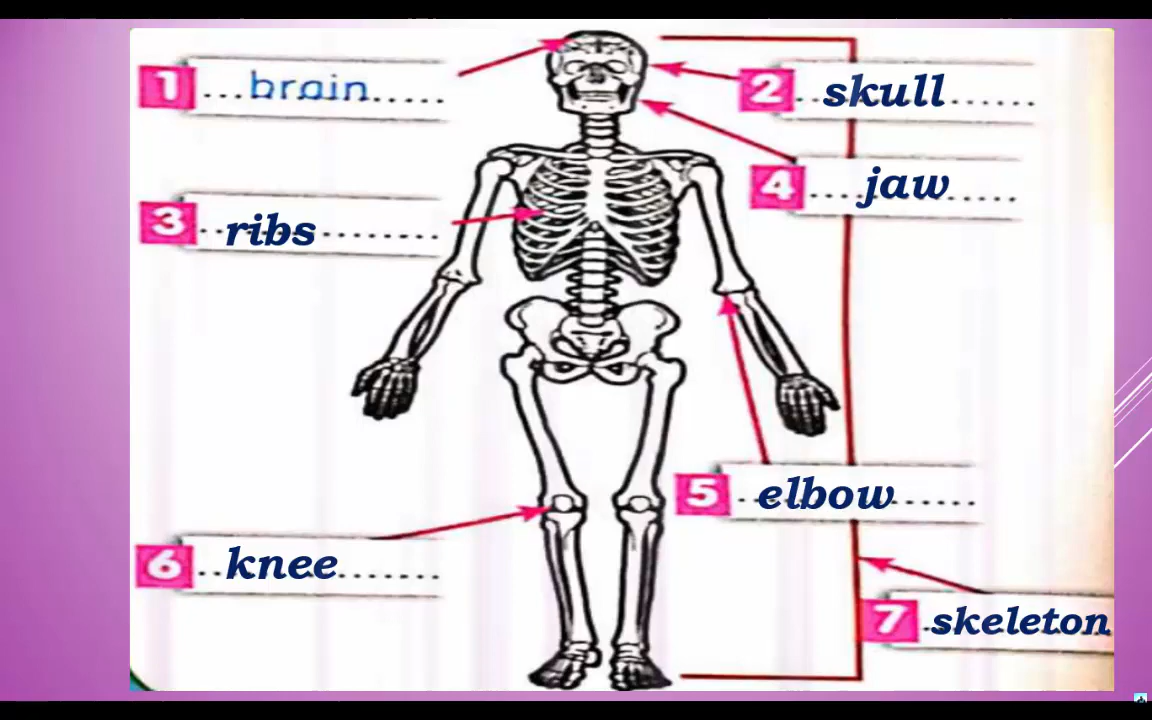 1 ...brain.....
2 ..skull.......
4 ....jaw.....
3 ..ribs.........
5 ..elbow......
6 ..knee.......
7 .skeleton